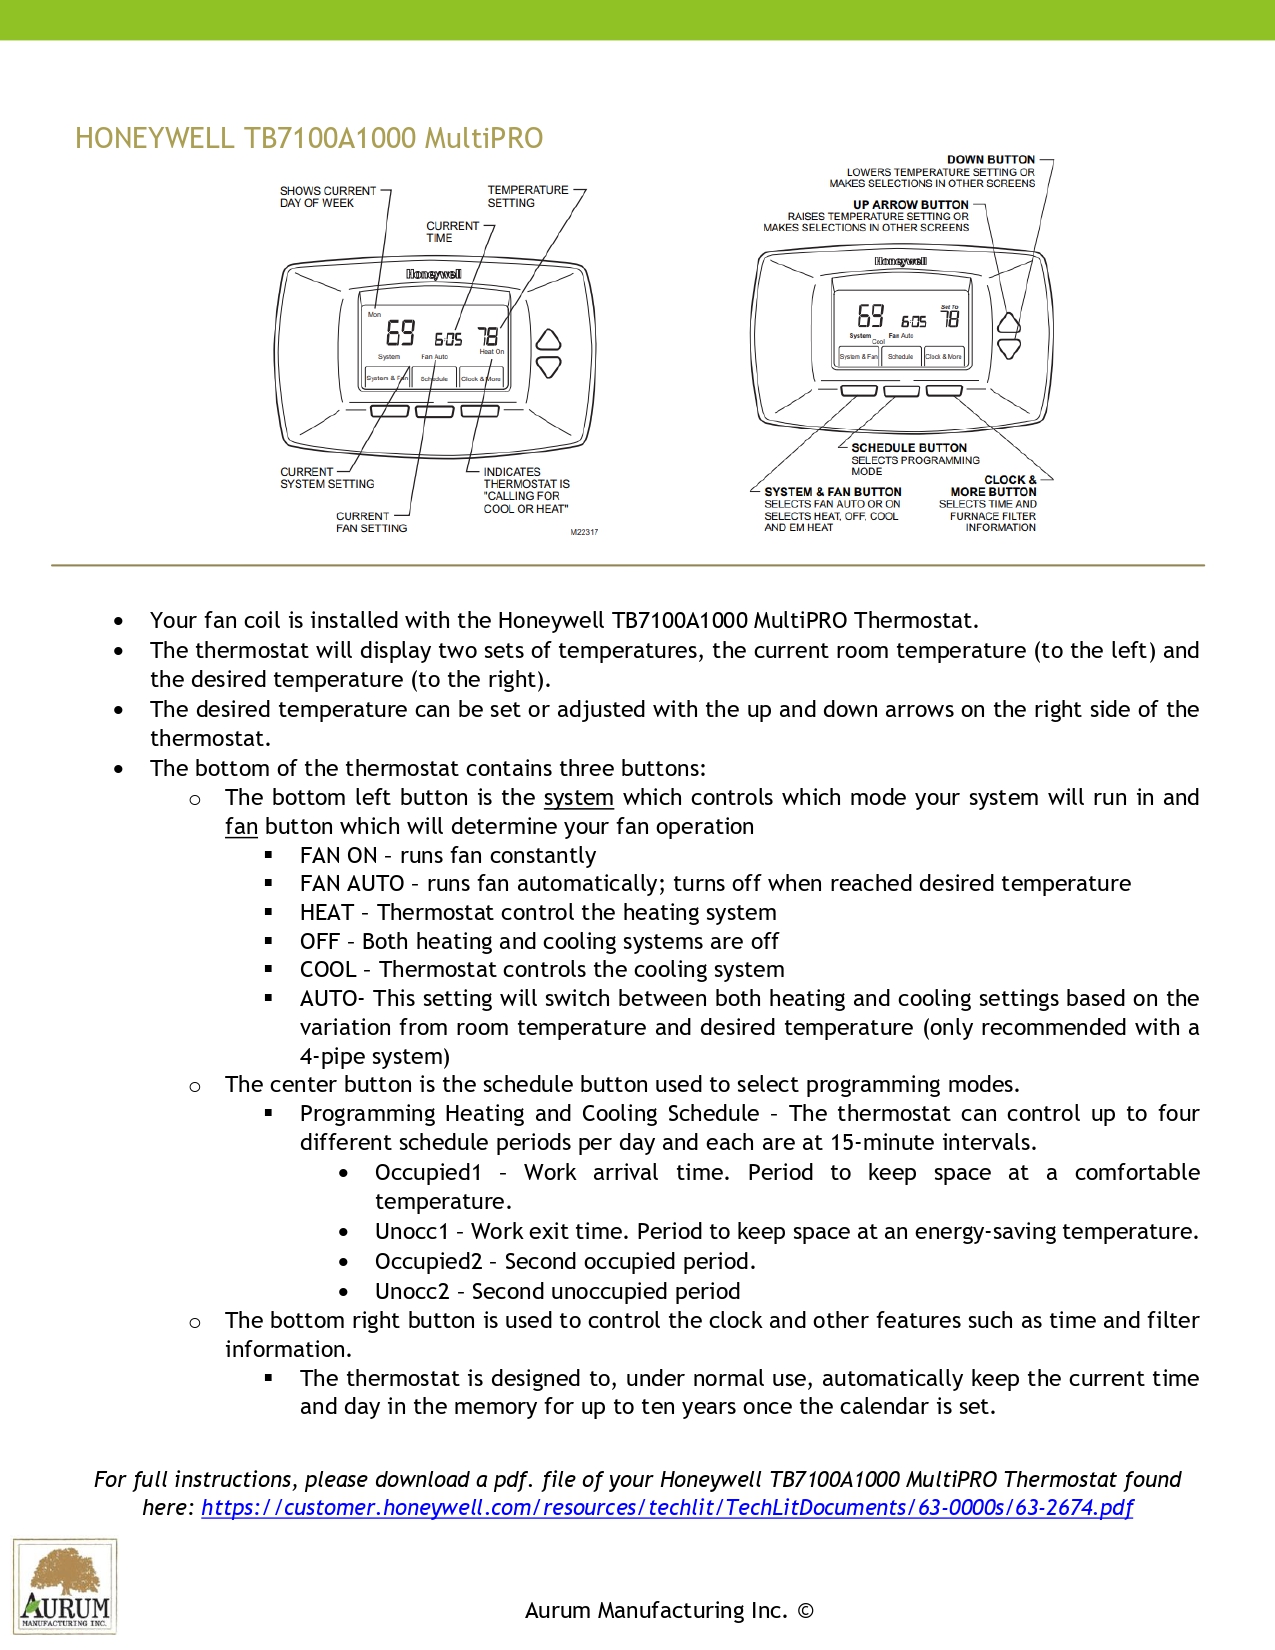 HONEYWELL TB7100A1000 MultiPRO
SHOWS CURRENT
DAY OF WEEK
TEMPERATURE
SETTING
CURRENT
TIME
Honeywell
Mon
69
6:05
78
System
Fan Auto
Heat On
System & Fan
Schedule
Clock & More
CURRENT
SYSTEM SETTING
CURRENT
FAN SETTING
INDICATES
THERMOSTAT IS
"CALLING FOR
COOL OR HEAT"
M22317
DOWN BUTTON
LOWERS TEMPERATURE SETTING OR
MAKES SELECTIONS IN OTHER SCREENS
UP ARROW BUTTON
RAISES TEMPERATURE SETTING OR
MAKES SELECTIONS IN OTHER SCREENS
Honeywell
69
6:05
Set To
78
System
Cool
Fan Auto
System & Fan
Schedule
Clock & More
SCHEDULE BUTTON
SELECTS PROGRAMMING
MODE
SYSTEM & FAN BUTTON
SELECTS FAN AUTO OR ON
SELECTS HEAT, OFF, COOL
AND EM HEAT
CLOCK &
MORE BUTTON
SELECTS TIME AND
FURNACE FILTER
INFORMATION
• Your fan coil is installed with the Honeywell TB7100A1000 MultiPRO Thermostat.
• The thermostat will display two sets of temperatures, the current room temperature (to the left) and
the desired temperature (to the right).
• The desired temperature can be set or adjusted with the up and down arrows on the right side of the
thermostat.
• The bottom of the thermostat contains three buttons:
o The bottom left button is the system which controls which mode your system will run in and
fan button which will determine your fan operation
▪ FAN ON – runs fan constantly
▪ FAN AUTO – runs fan automatically; turns off when reached desired temperature
▪ HEAT – Thermostat control the heating system
▪ OFF – Both heating and cooling systems are off
▪ COOL – Thermostat controls the cooling system
▪ AUTO- This setting will switch between both heating and cooling settings based on the
variation from room temperature and desired temperature (only recommended with a
4-pipe system)
o The center button is the schedule button used to select programming modes.
▪ Programming Heating and Cooling Schedule – The thermostat can control up to four
different schedule periods per day and each are at 15-minute intervals.
• Occupied1 – Work arrival time. Period to keep space at a comfortable
temperature.
• Unocc1 – Work exit time. Period to keep space at an energy-saving temperature.
• Occupied2 – Second occupied period.
• Unocc2 – Second unoccupied period
o The bottom right button is used to control the clock and other features such as time and filter
information.
▪ The thermostat is designed to, under normal use, automatically keep the current time
and day in the memory for up to ten years once the calendar is set.
For full instructions, please download a pdf. file of your Honeywell TB7100A1000 MultiPRO Thermostat found
here: https://customer.honeywell.com/resources/techlit/TechLitDocuments/63-0000s/63-2674.pdf
AURUM
MANUFACTURING INC.
Aurum Manufacturing Inc. ©